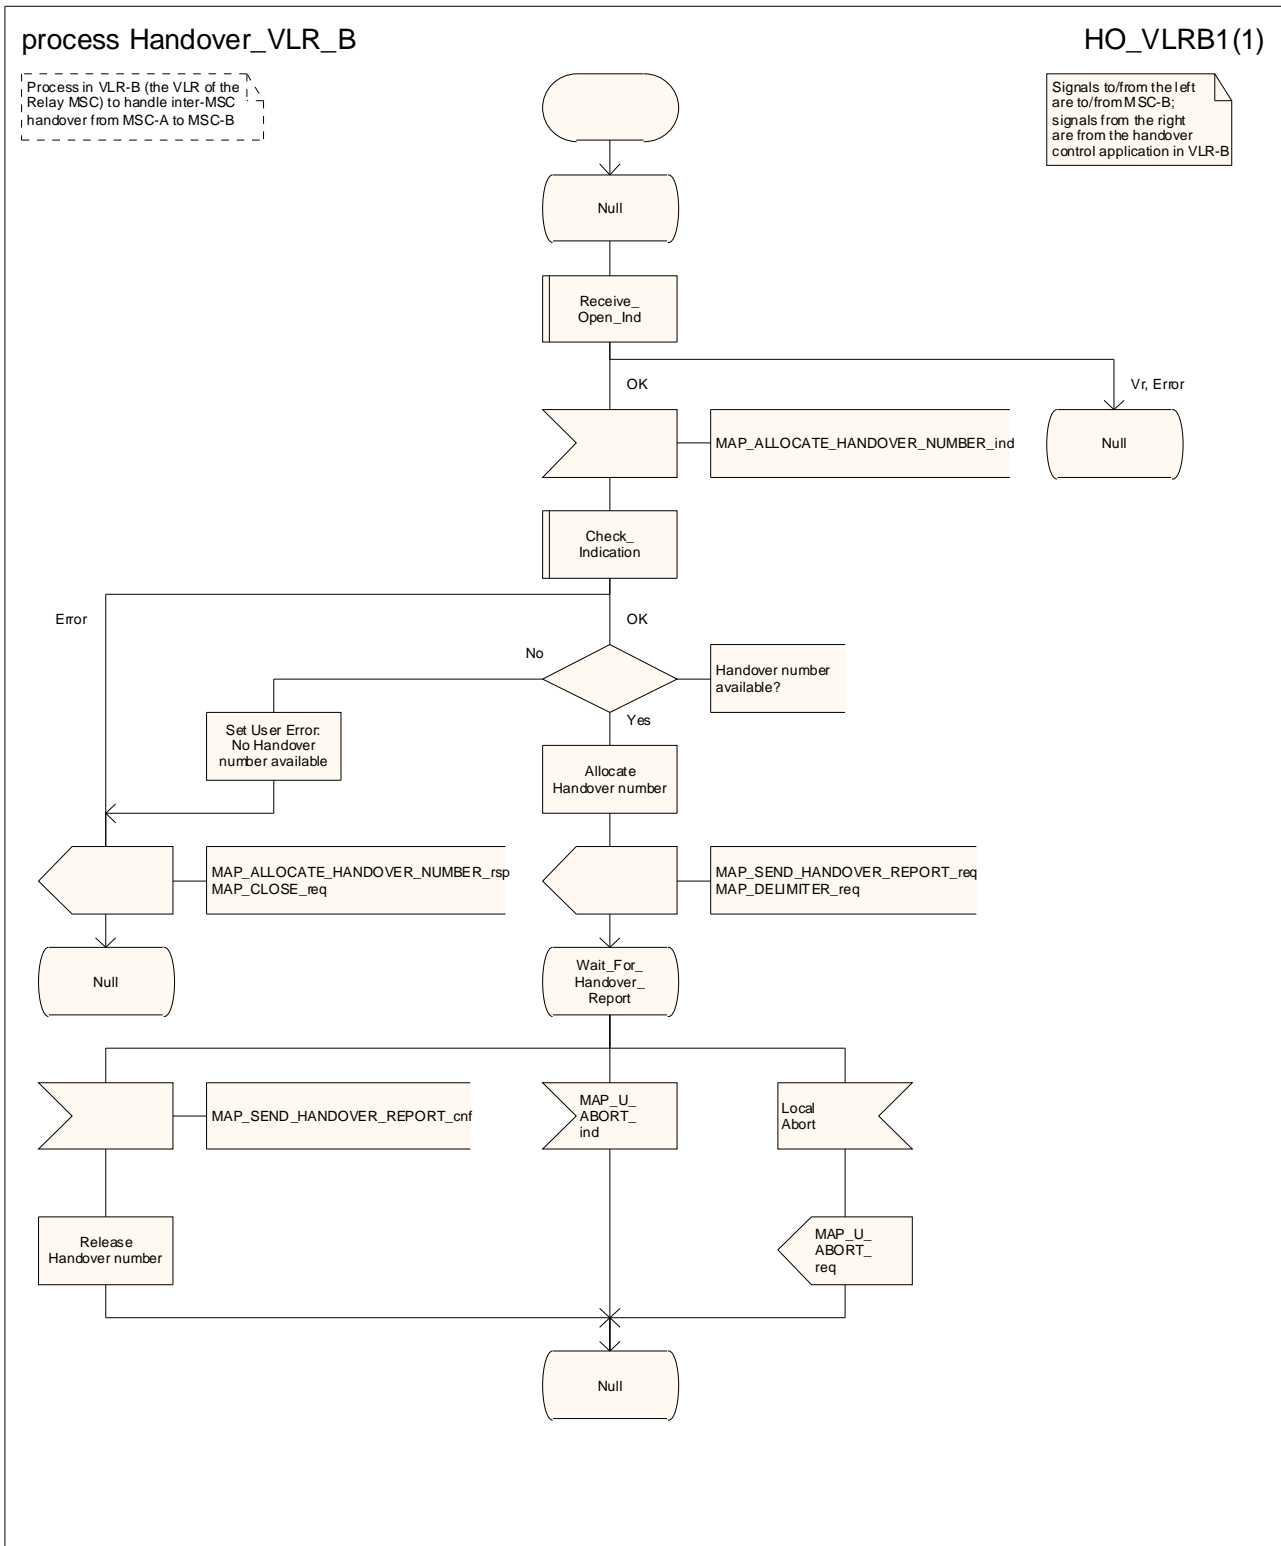 process Handover_VLR_B
HO_VLRB1(1)
Process in VLR-B (the VLR of the
Relay MSC) to handle inter-MSC
handover from MSC-A to MSC-B
Signals to/from the left
are to/from MSC-B;
signals from the right
are from the handover
control application in VLR-B
Null
Receive_
Open_Ind
OK
Vr, Error
MAP_ALLOCATE_HANDOVER_NUMBER_ind
Null
Check_
Indication
Error
OK
No
Handover number
available?
Yes
Set User Error:
No Handover
number available
Allocate
Handover number
MAP_ALLOCATE_HANDOVER_NUMBER_rsp
MAP_CLOSE_req
MAP_SEND_HANDOVER_REPORT_req
MAP_DELIMITER_req
Null
Wait_For_
Handover_
Report
MAP_SEND_HANDOVER_REPORT_cnf
MAP_U_
ABORT_
ind
Local
Abort
Release
Handover number
MAP_U_
ABORT_
req
Null